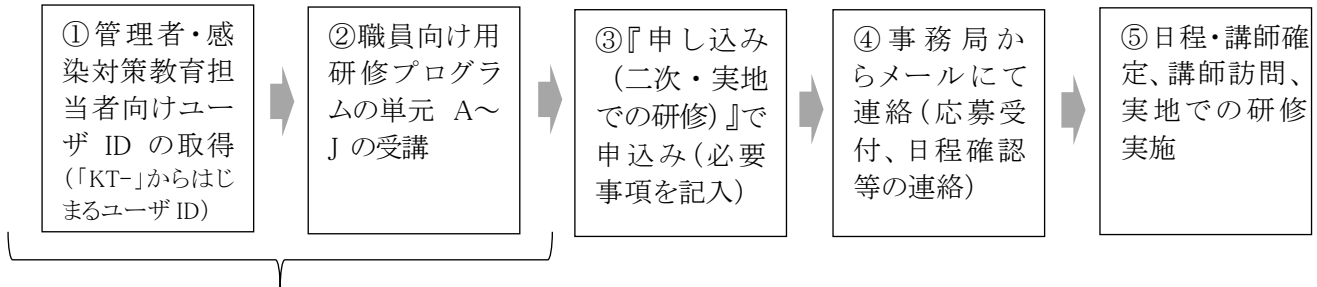 ①管理者・感
染対策教育担
当者向けユー
ザ ID の取得
(「KT-」からはじ
まるユーザ ID)
②職員向け用
研修プログラ
ムの単元 A～
J の受講
③『申し込み
(二次・実地
での研修)』で
申込み(必要
事項を記入)
④事務局か
らメールにて
連絡(応募受
付、日程確認
等の連絡)
⑤日程・講師確
定、講師訪問、
実地での研修
実施